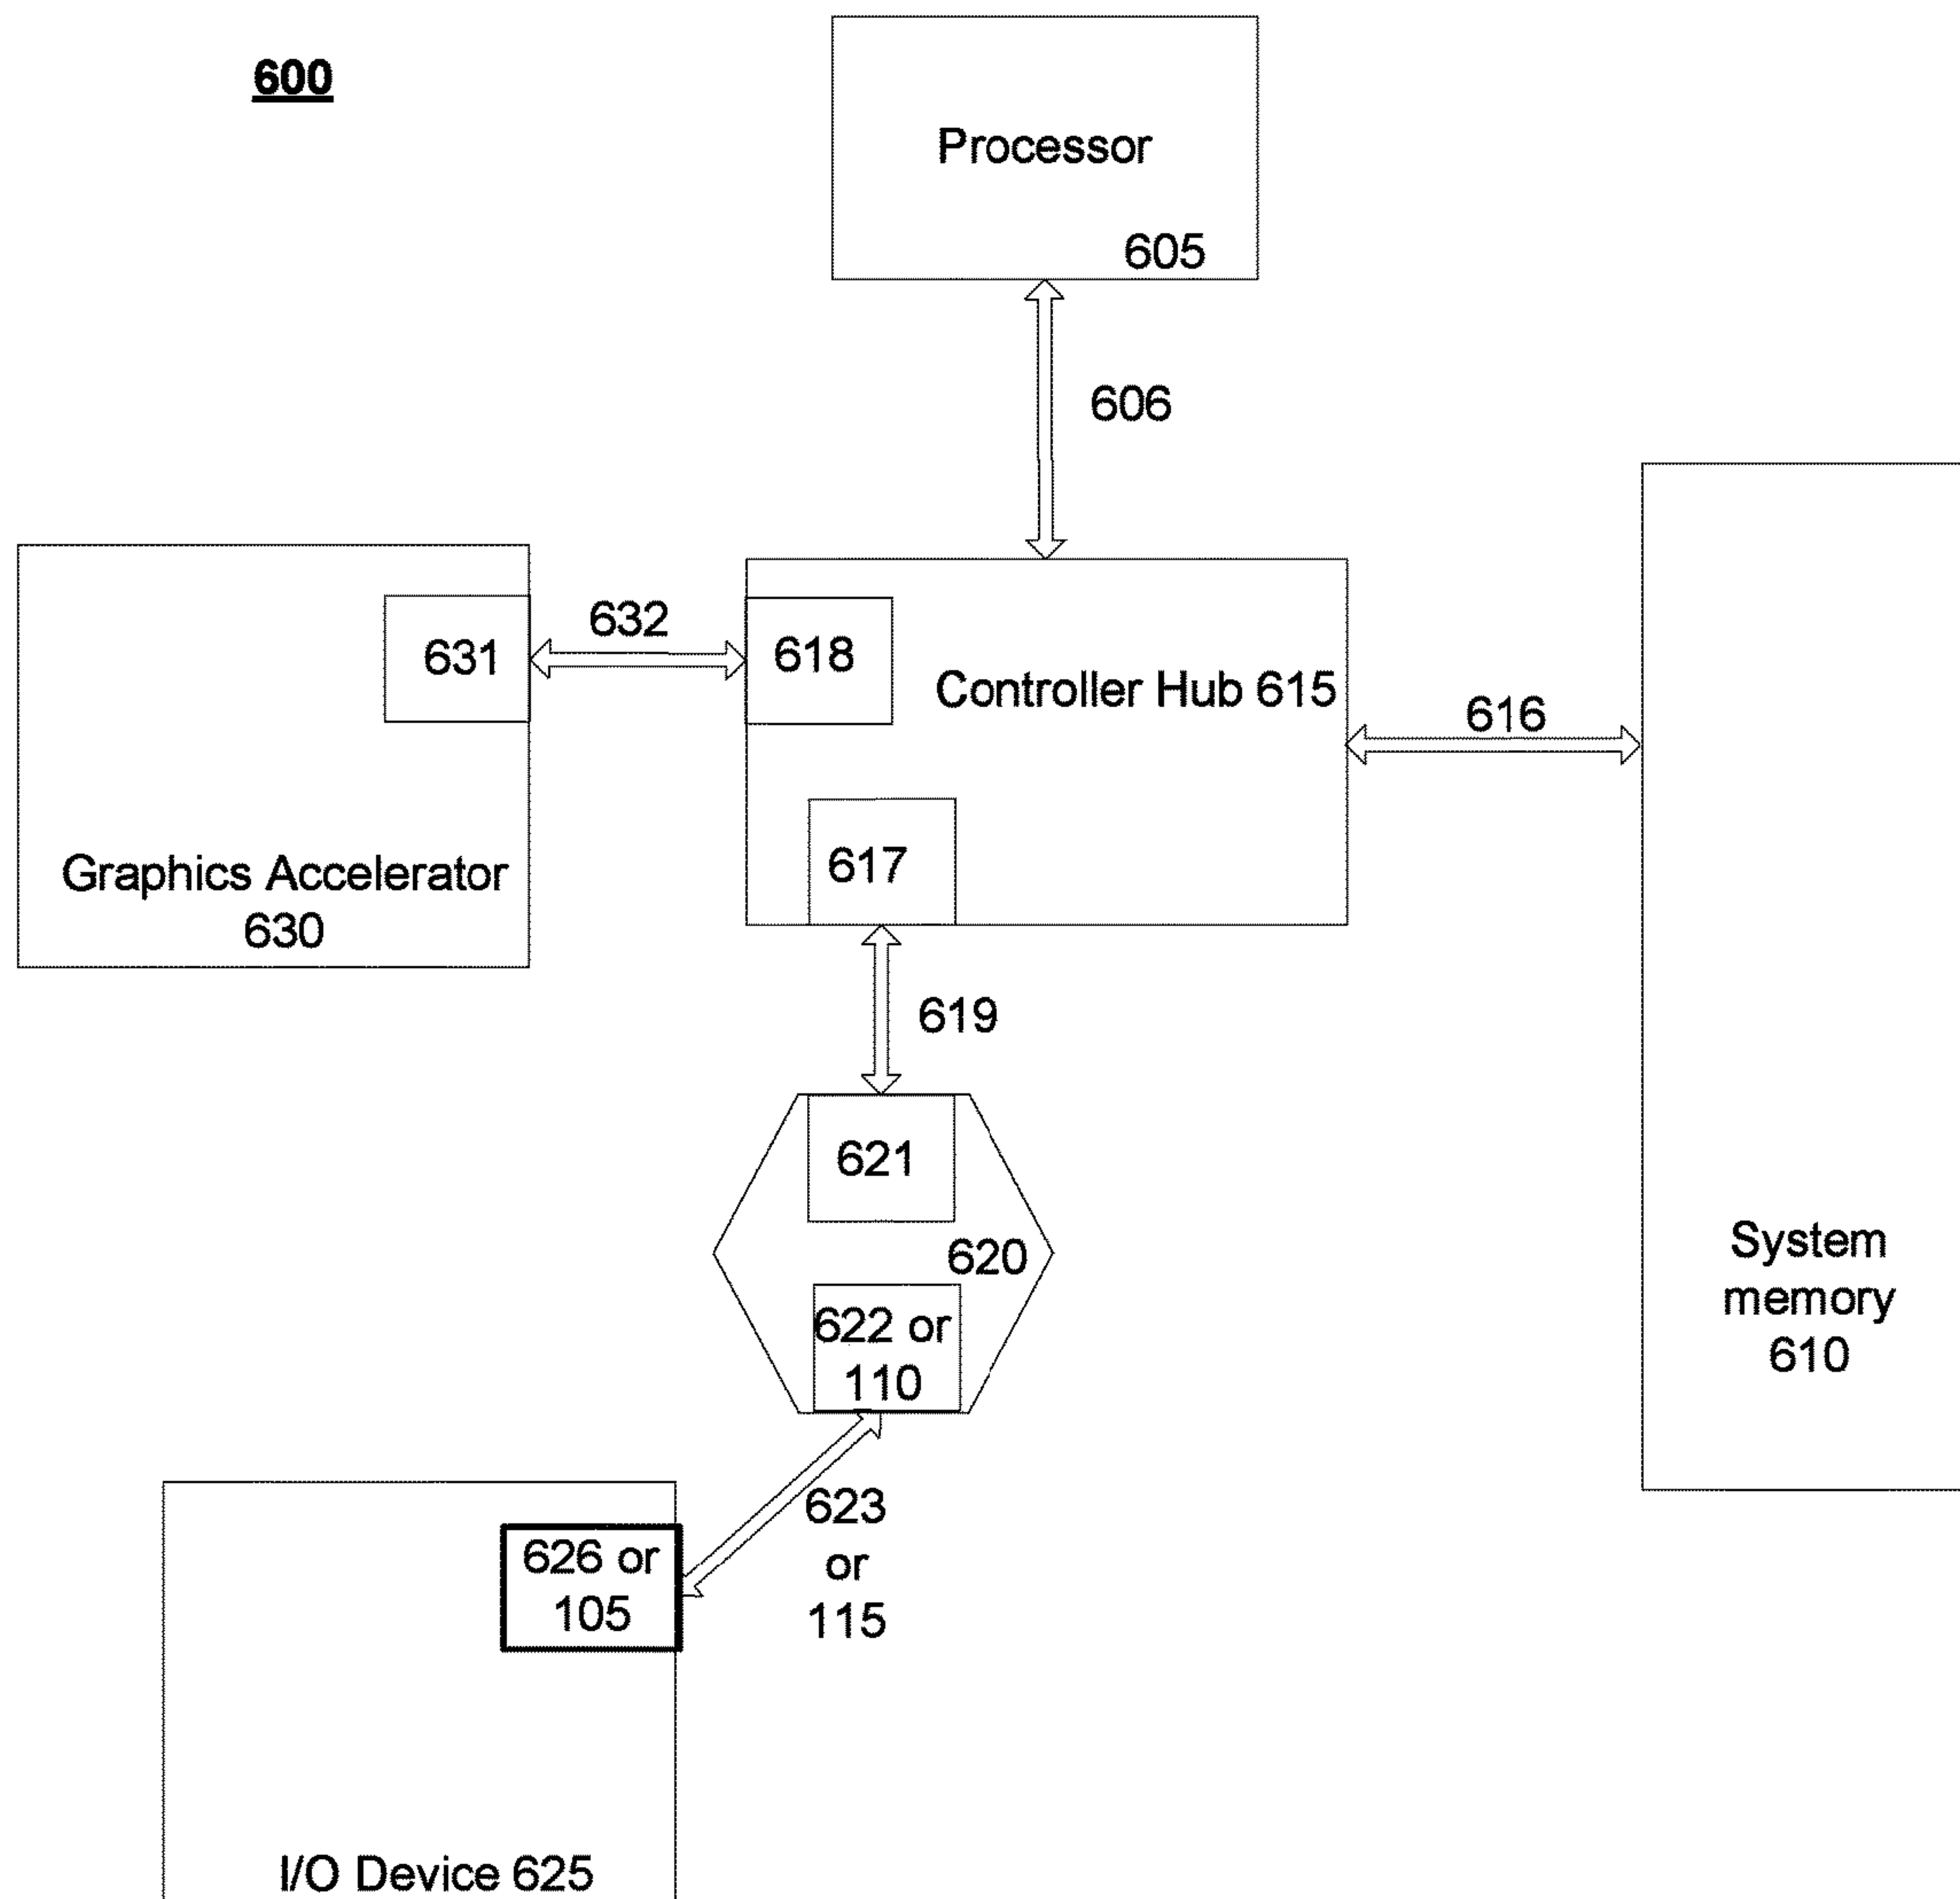 600
Processor
605
606
631
632
618
Controller Hub 615
616
617
Graphics Accelerator
630
619
621
620
622 or
110
System
memory
610
623
or
115
626 or
105
I/O Device 625